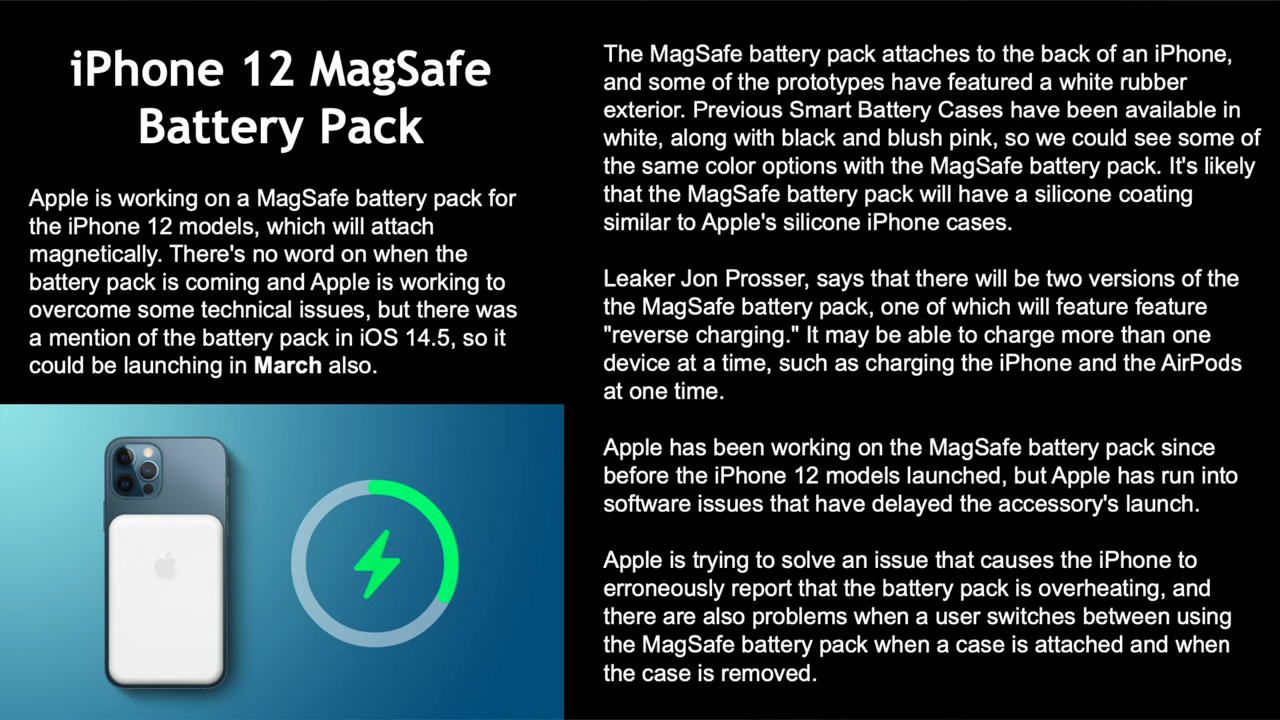 iPhone 12 MagSafe
Battery Pack
Apple is working on a MagSafe battery pack for
the iPhone 12 models, which will attach
magnetically. There's no word on when the
battery pack is coming and Apple is working to
overcome some technical issues, but there was
a mention of the battery pack in iOS 14.5, so it
could be launching in March also.
The MagSafe battery pack attaches to the back of an iPhone,
and some of the prototypes have featured a white rubber
exterior. Previous Smart Battery Cases have been available in
white, along with black and blush pink, so we could see some of
the same color options with the MagSafe battery pack. It's likely
that the MagSafe battery pack will have a silicone coating
similar to Apple's silicone iPhone cases.
Leaker Jon Prosser, says that there will be two versions of the
the MagSafe battery pack, one of which will feature feature
"reverse charging." It may be able to charge more than one
device at a time, such as charging the iPhone and the AirPods
at one time.
Apple has been working on the MagSafe battery pack since
before the iPhone 12 models launched, but Apple has run into
software issues that have delayed the accessory's launch.
Apple is trying to solve an issue that causes the iPhone to
erroneously report that the battery pack is overheating, and
there are also problems when a user switches between using
the MagSafe battery pack when a case is attached and when
the case is removed.